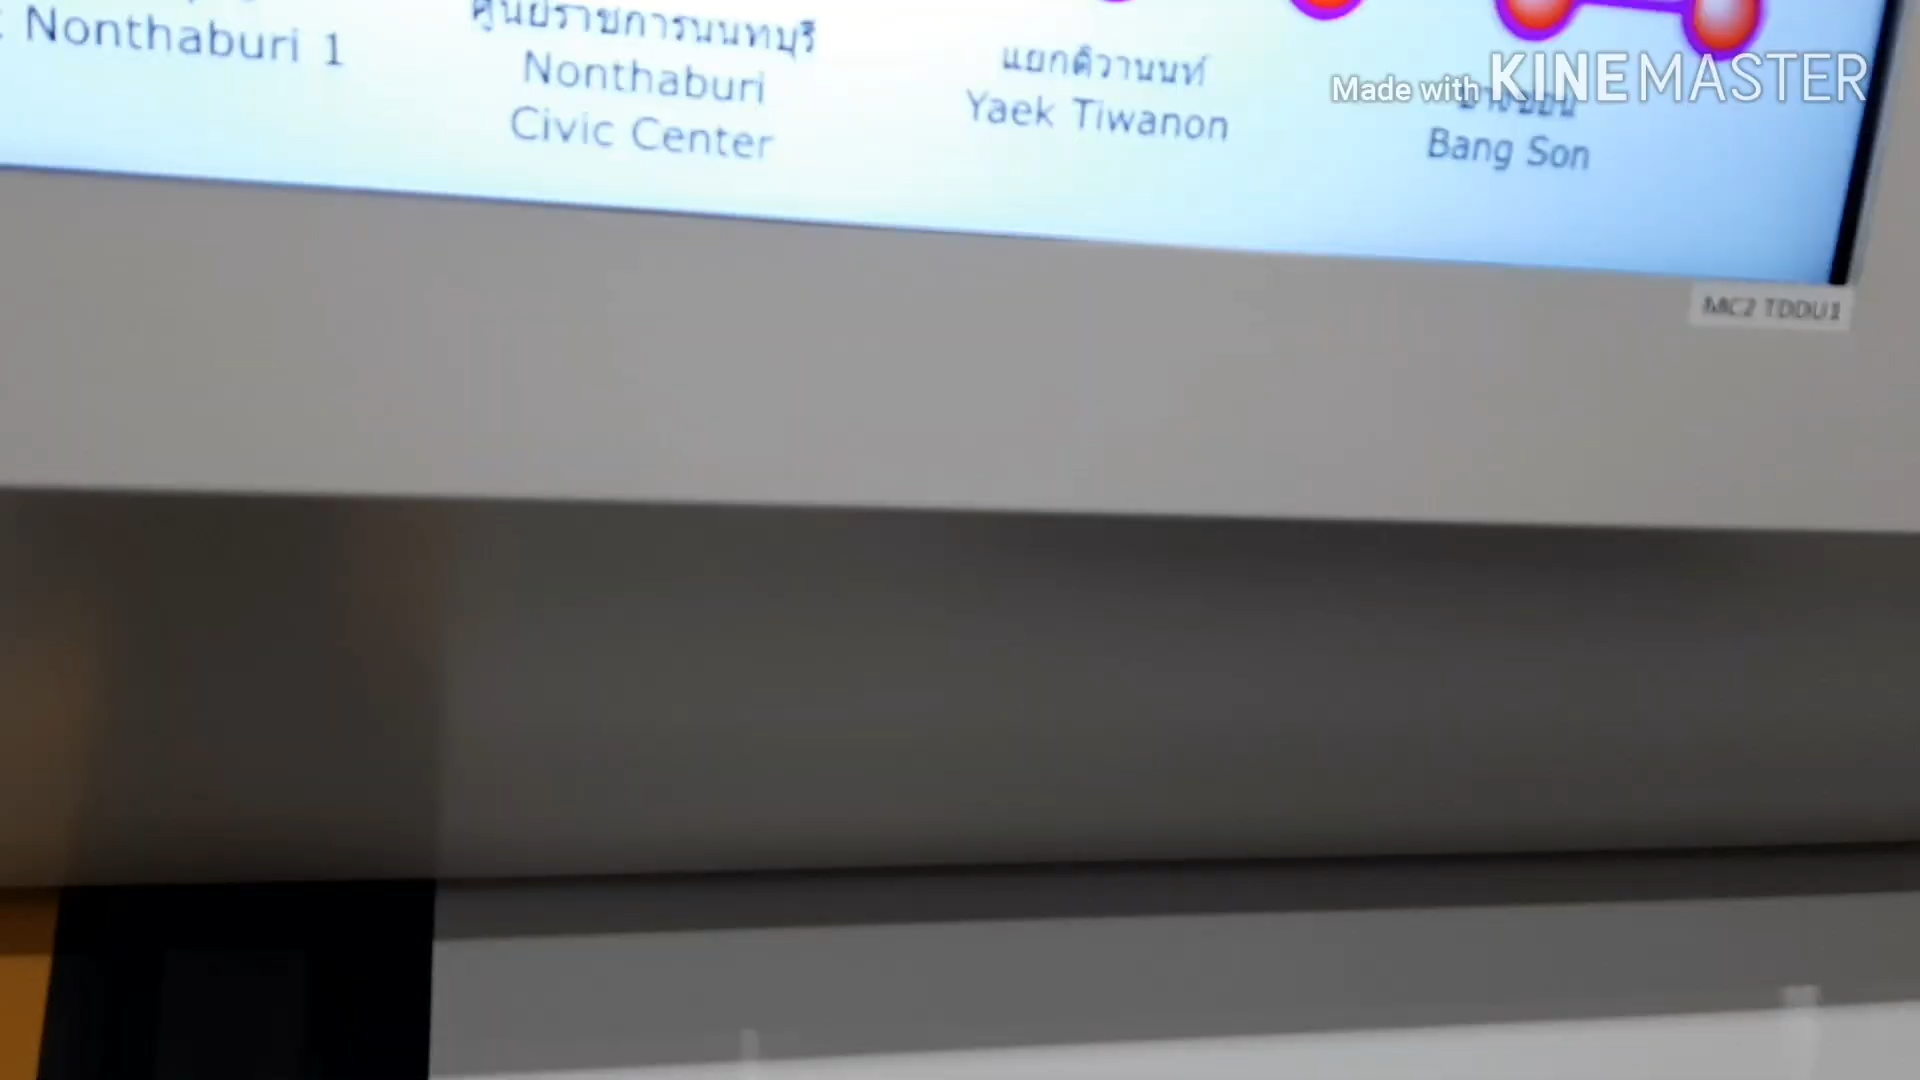 Nonthaburi 1
ศูนย์ราชการนนทบุรี
Nonthaburi
Civic Center
แยกติวานนท์
Yaek Tiwanon
Made with KINEMASTER
Bang Son
MC2 TDDU1